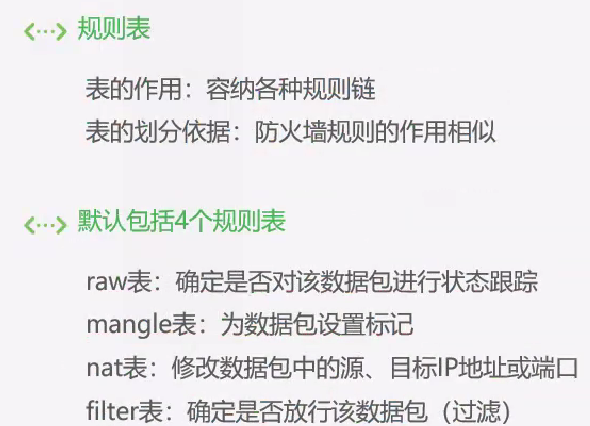 规则表
表的作用：容纳各种规则链
表的划分依据：防火墙规则的作用相似
默认包括4个规则表
raw表：确定是否对该数据包进行状态跟踪
mangle表：为数据包设置标记
nat表：修改数据包中的源、目标IP地址或端口
filter表：确定是否放行该数据包（过滤）